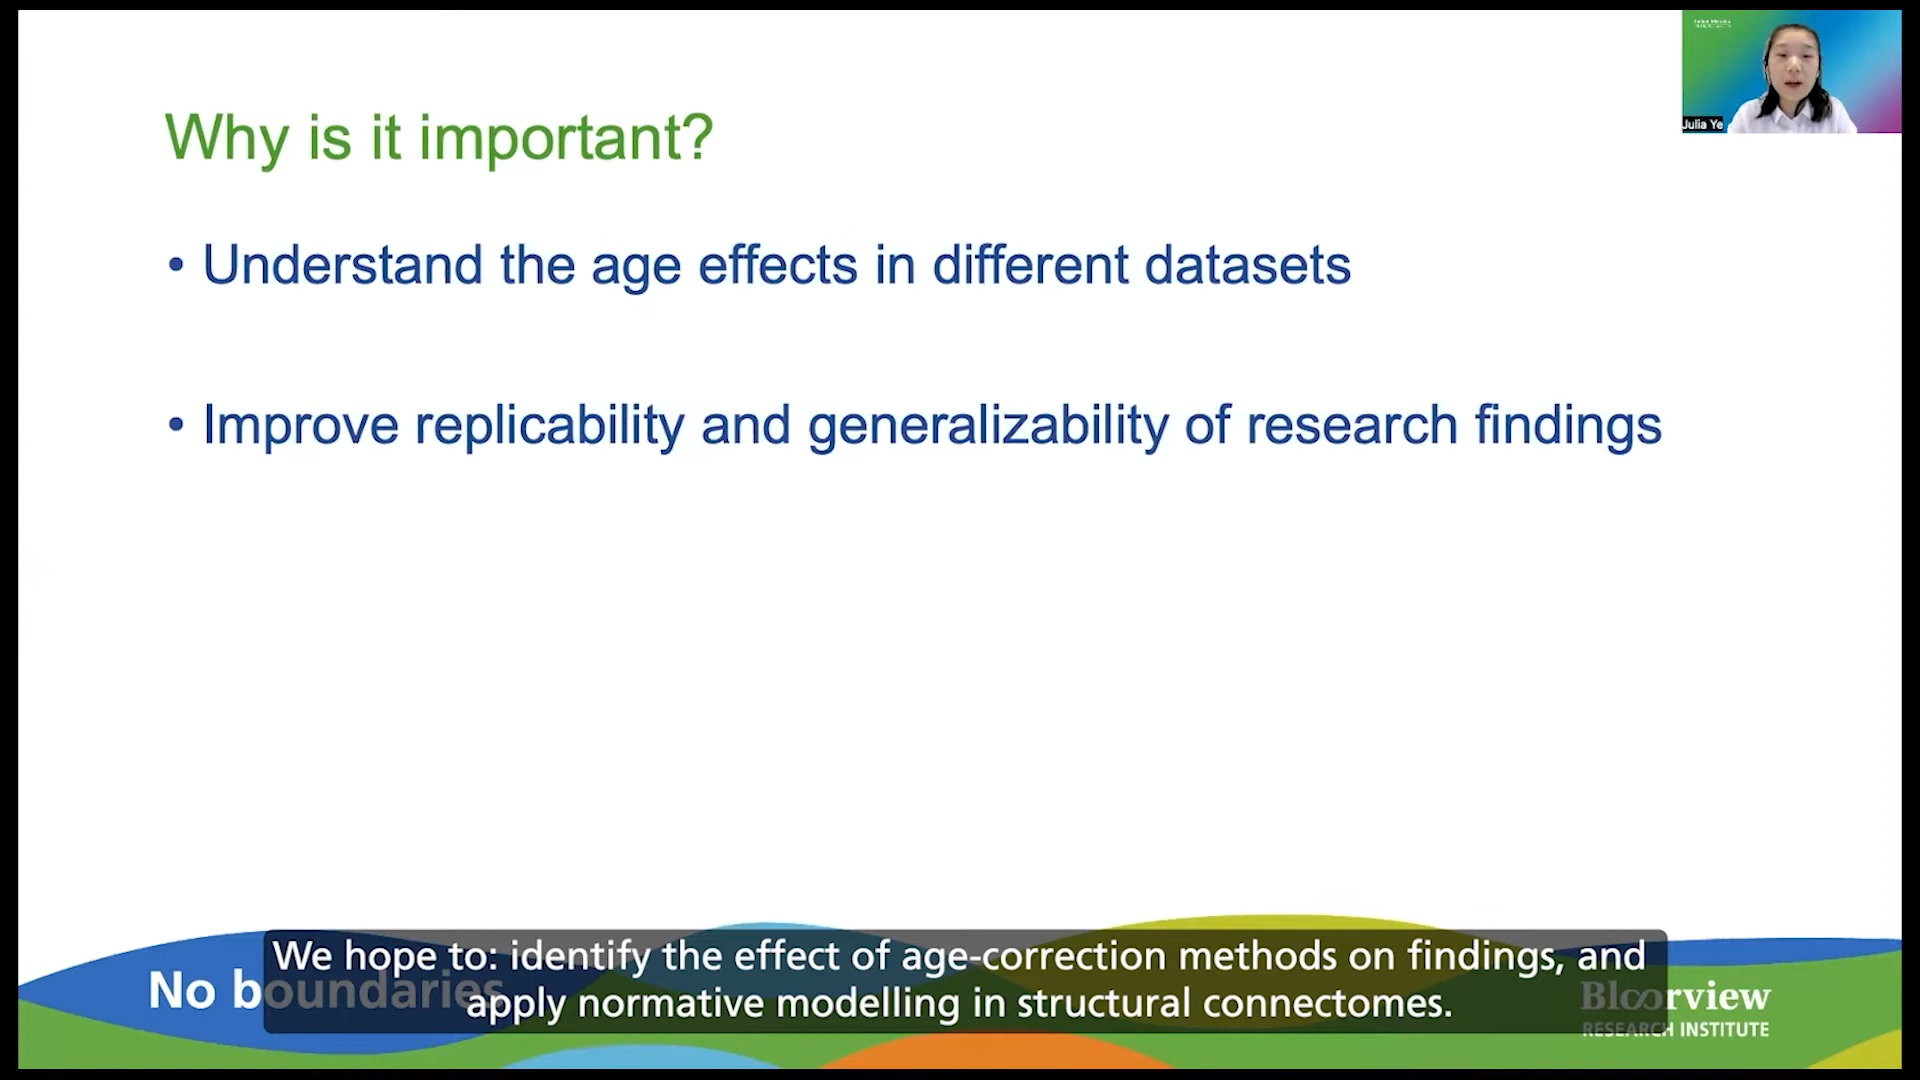 Why is it important?
Julia Ye
• Understand the age effects in different datasets
• Improve replicability and generalizability of research findings
We hope to: identify the effect of age-correction methods on findings, and
apply normative modelling in structural connectomes.
No boundaries
Bloorview
RESEARCH INSTITUTE